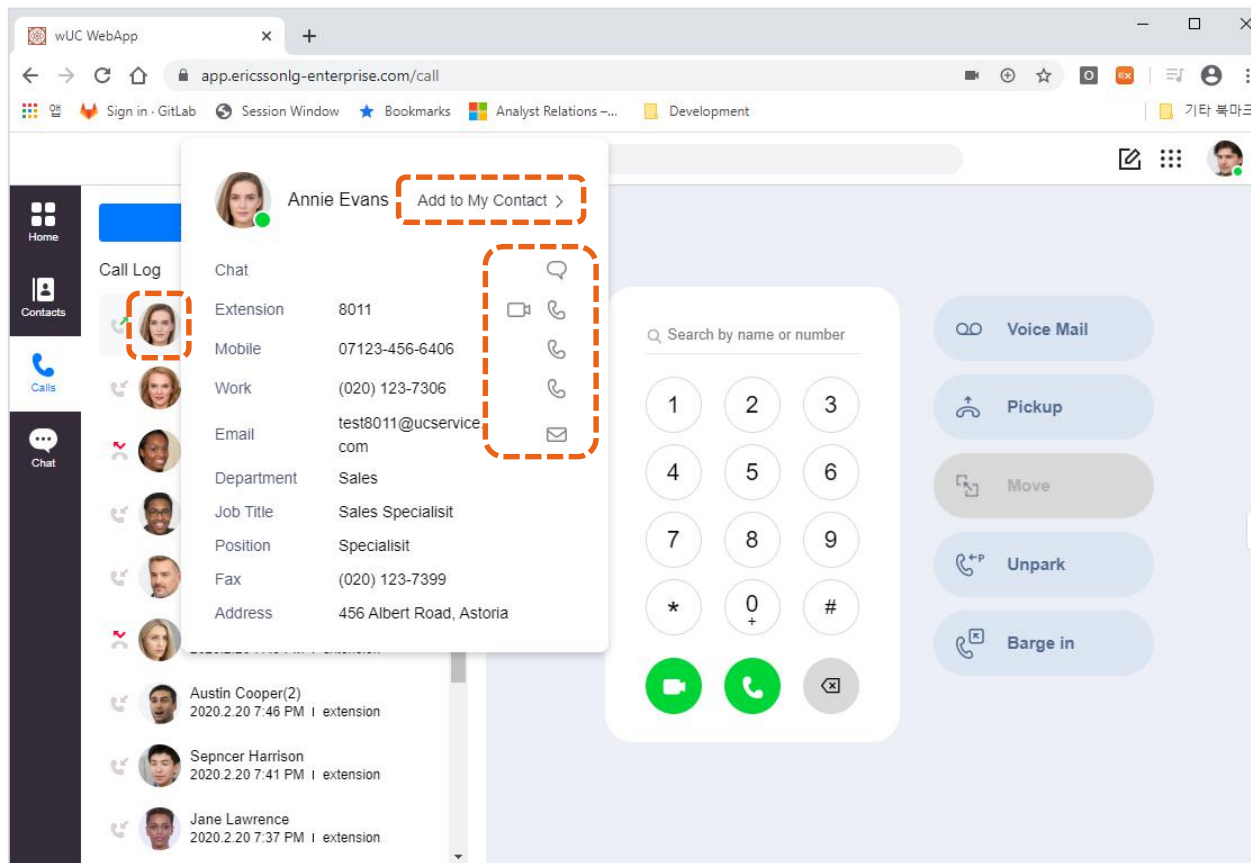 wUC WebApp
app.ericssonlg-enterprise.com/call
앱 Sign in · GitLab Session Window Bookmarks Analyst Relations –... Development 기타 북마크
Home
Contacts
Calls
Chat
Call Log
Annie Evans Add to My Contact >
Chat
Extension 8011
Mobile 07123-456-6406
Work (020) 123-7306
Email test8011@ucservice.
com
Department Sales
Job Title Sales Specialisit
Position Specialisit
Fax (020) 123-7399
Address 456 Albert Road, Astoria
Austin Cooper(2)
2020.2.20 7:46 PM I extension
Sepncer Harrison
2020.2.20 7:41 PM I extension
Jane Lawrence
2020.2.20 7:37 PM I extension
Search by name or number
1 2 3
4 5 6
7 8 9
* 0 #
+
Voice Mail
Pickup
Move
Unpark
Barge in